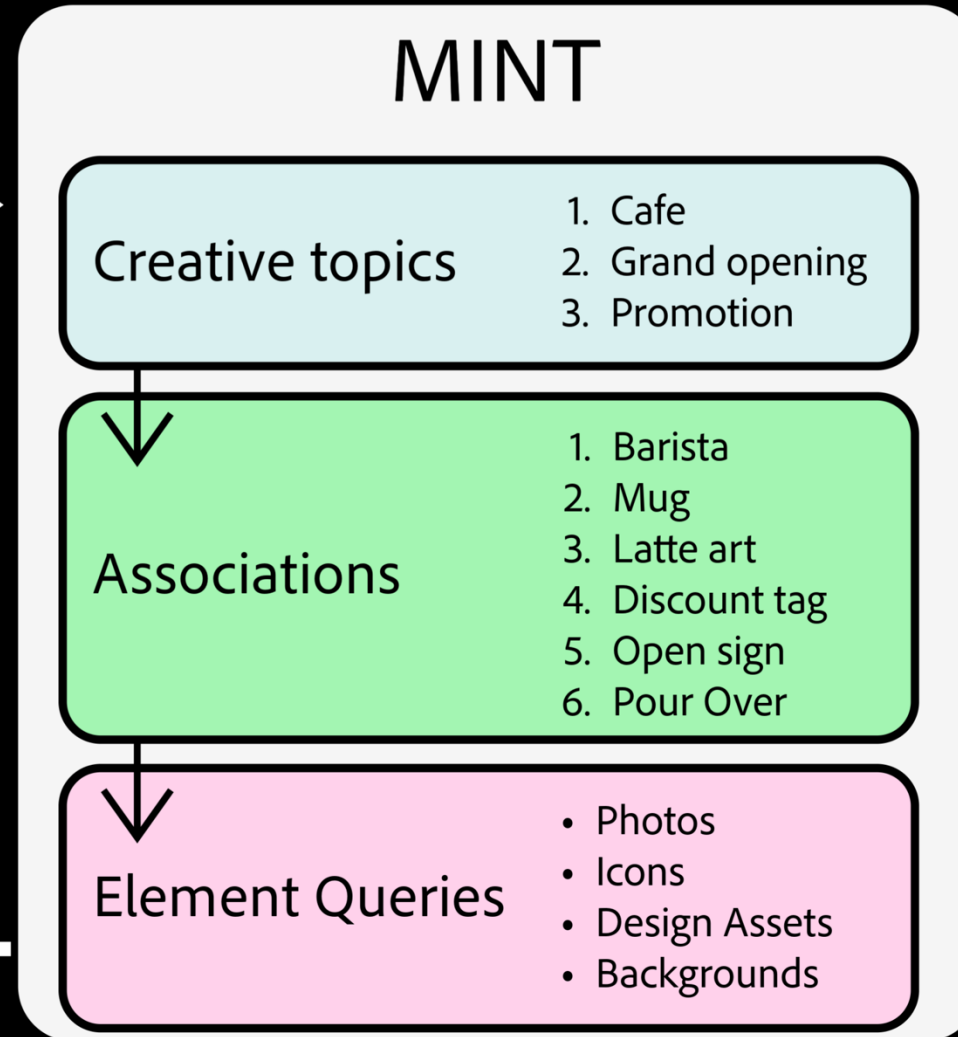 MINT
Creative topics
1. Cafe
2. Grand opening
3. Promotion
Associations
1. Barista
2. Mug
3. Latte art
4. Discount tag
5. Open sign
6. Pour Over
Element Queries
• Photos
• Icons
• Design Assets
• Backgrounds